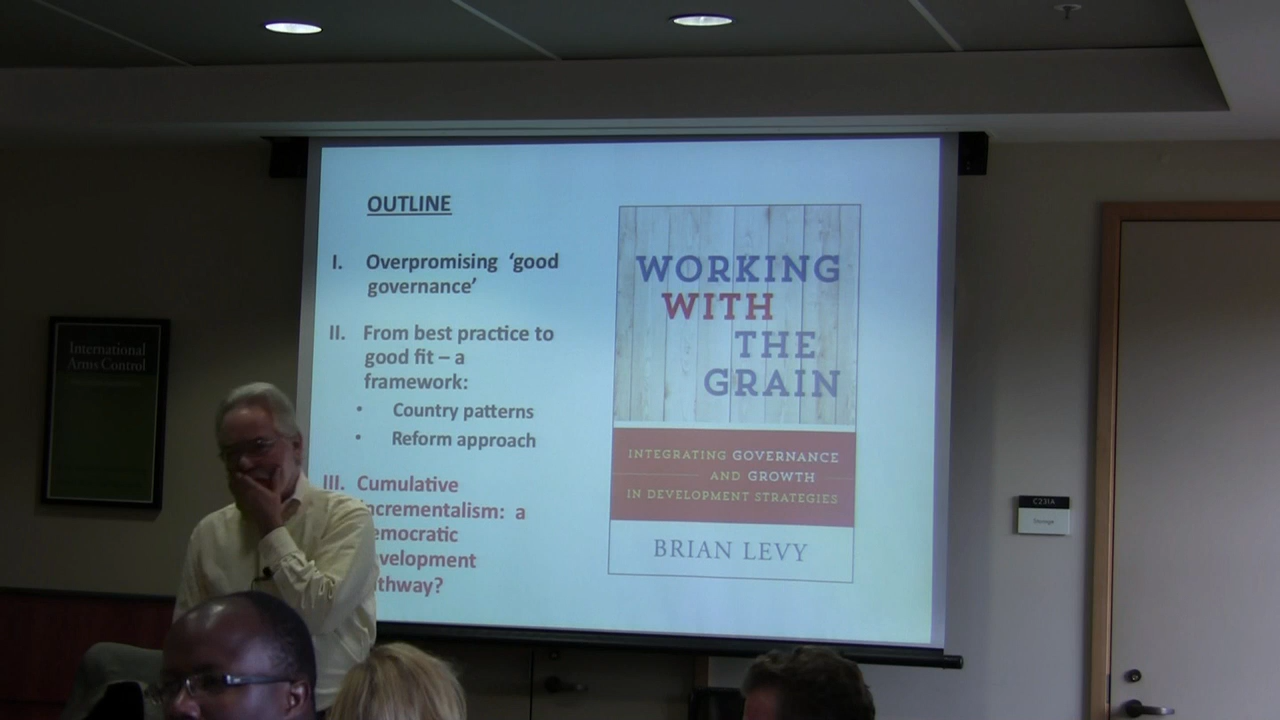 OUTLINE
I. Overpromising 'good
governance'
II. From best practice to
good fit – a
framework:
• Country patterns
• Reform approach
III. Cumulative
ncrementalism: a
emocratic
velopment
thway?
WORKING
WITH
THE
GRAIN
INTEGRATING GOVERNANCE
AND GROWTH
IN DEVELOPMENT STRATEGIES
BRIAN LEVY
International
Arms Control
C231A
Storage